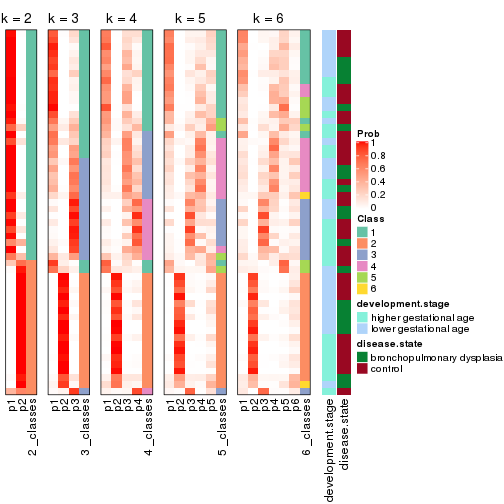 k = 2 k = 3 k = 4 k = 5 k = 6
Prob
1
0.8
0.6
0.4
0.2
0
Class
1
2
3
4
5
6
development.stage
higher gestational age
lower gestational age
disease.state
bronchopulmonary dysplasia
control
p1
p2
2_classes
p1
p2
p3
3_classes
p1
p2
p3
p4
4_classes
p1
p2
p3
p4
p5
5_classes
p1
p2
p3
p4
p5
p6
6_classes
development.stage
disease.state